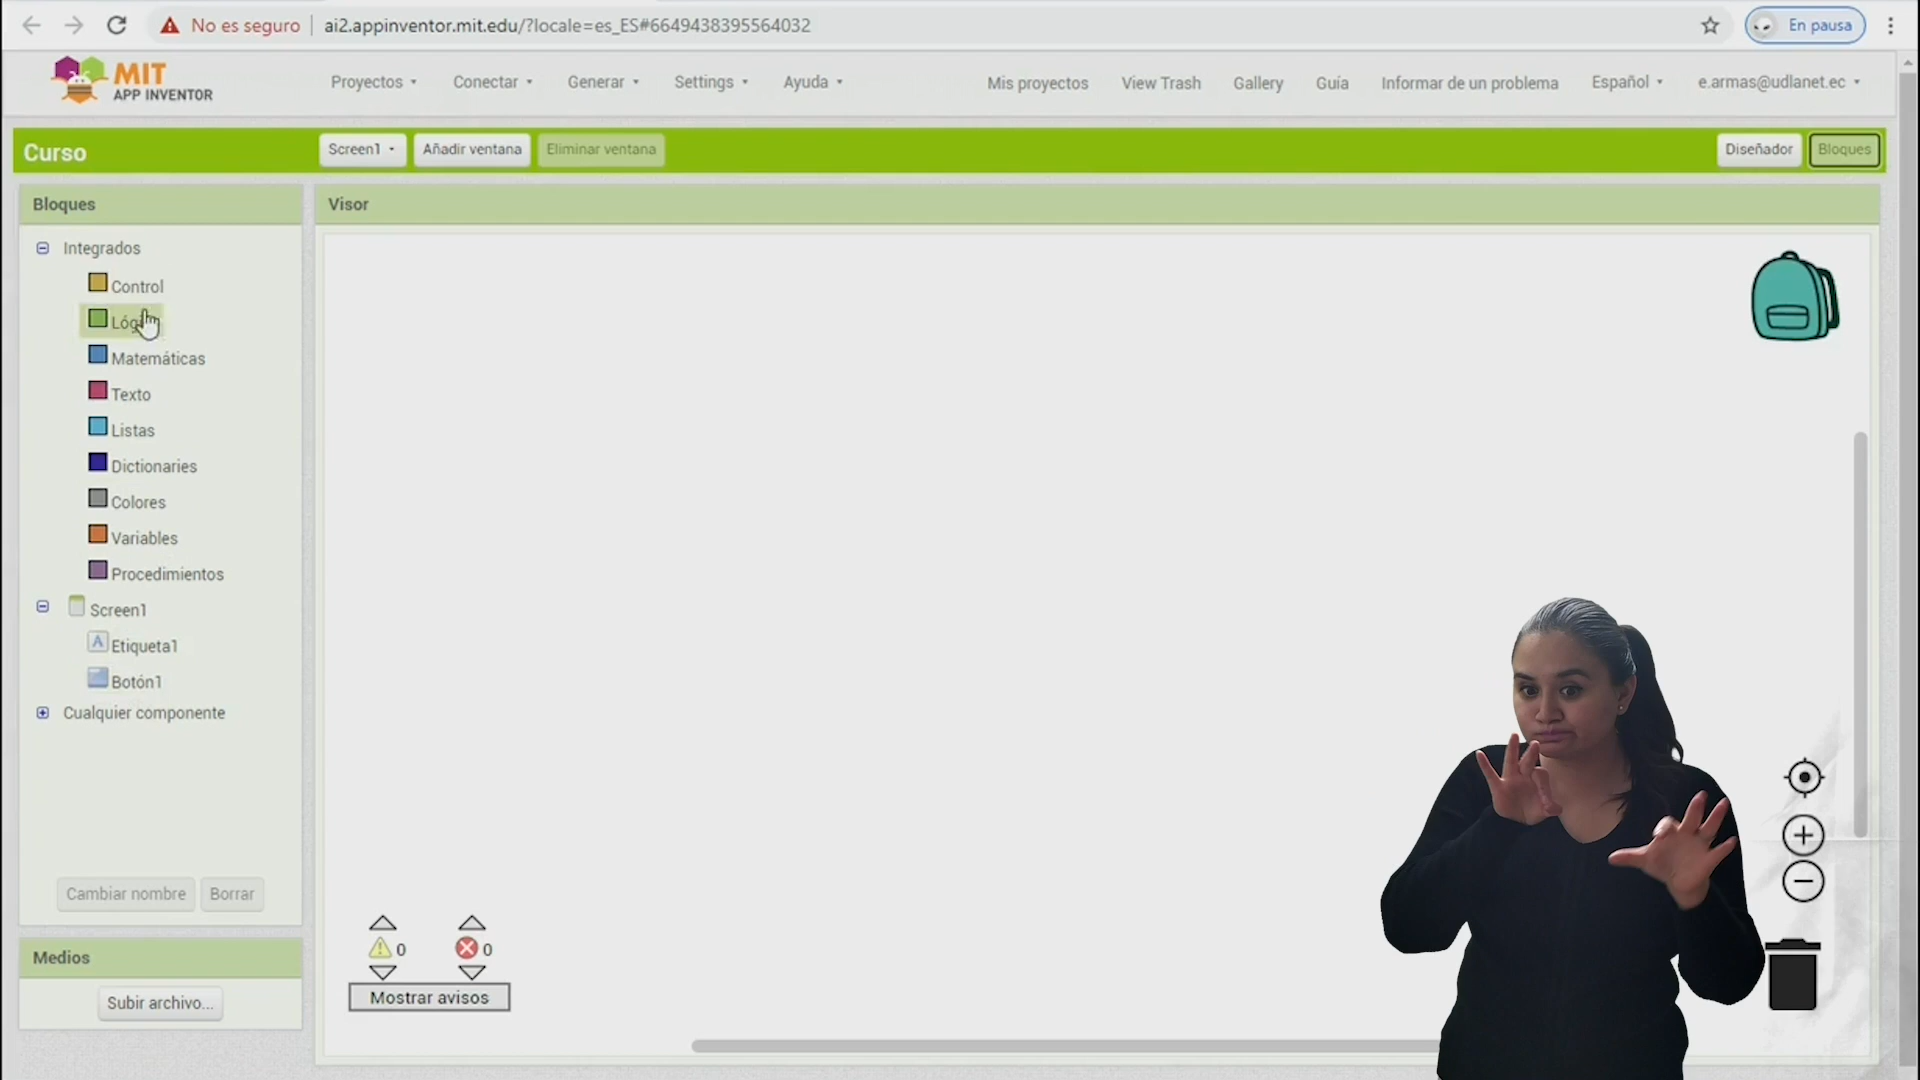 No es seguro
ai2.appinventor.mit.edu/?locale=es_ES#6649438395564032
En pausa
MIT
APP INVENTOR
Proyectos
Conectar
Generar
Settings
Ayuda
Mis proyectos
View Trash
Gallery
Guía
Informar de un problema
Español
e.armas@udlanet.ec
Curso
Screen1
Añadir ventana
Eliminar ventana
Diseñador
Bloques
Bloques
Visor
Integrados
Control
Matemáticas
Texto
Listas
Dictionaries
Colores
Variables
Procedimientos
Screen1
A Etiqueta1
Botón1
Cualquier componente
Cambiar nombre
Borrar
0
0
Mostrar avisos
Medios
Subir archivo...